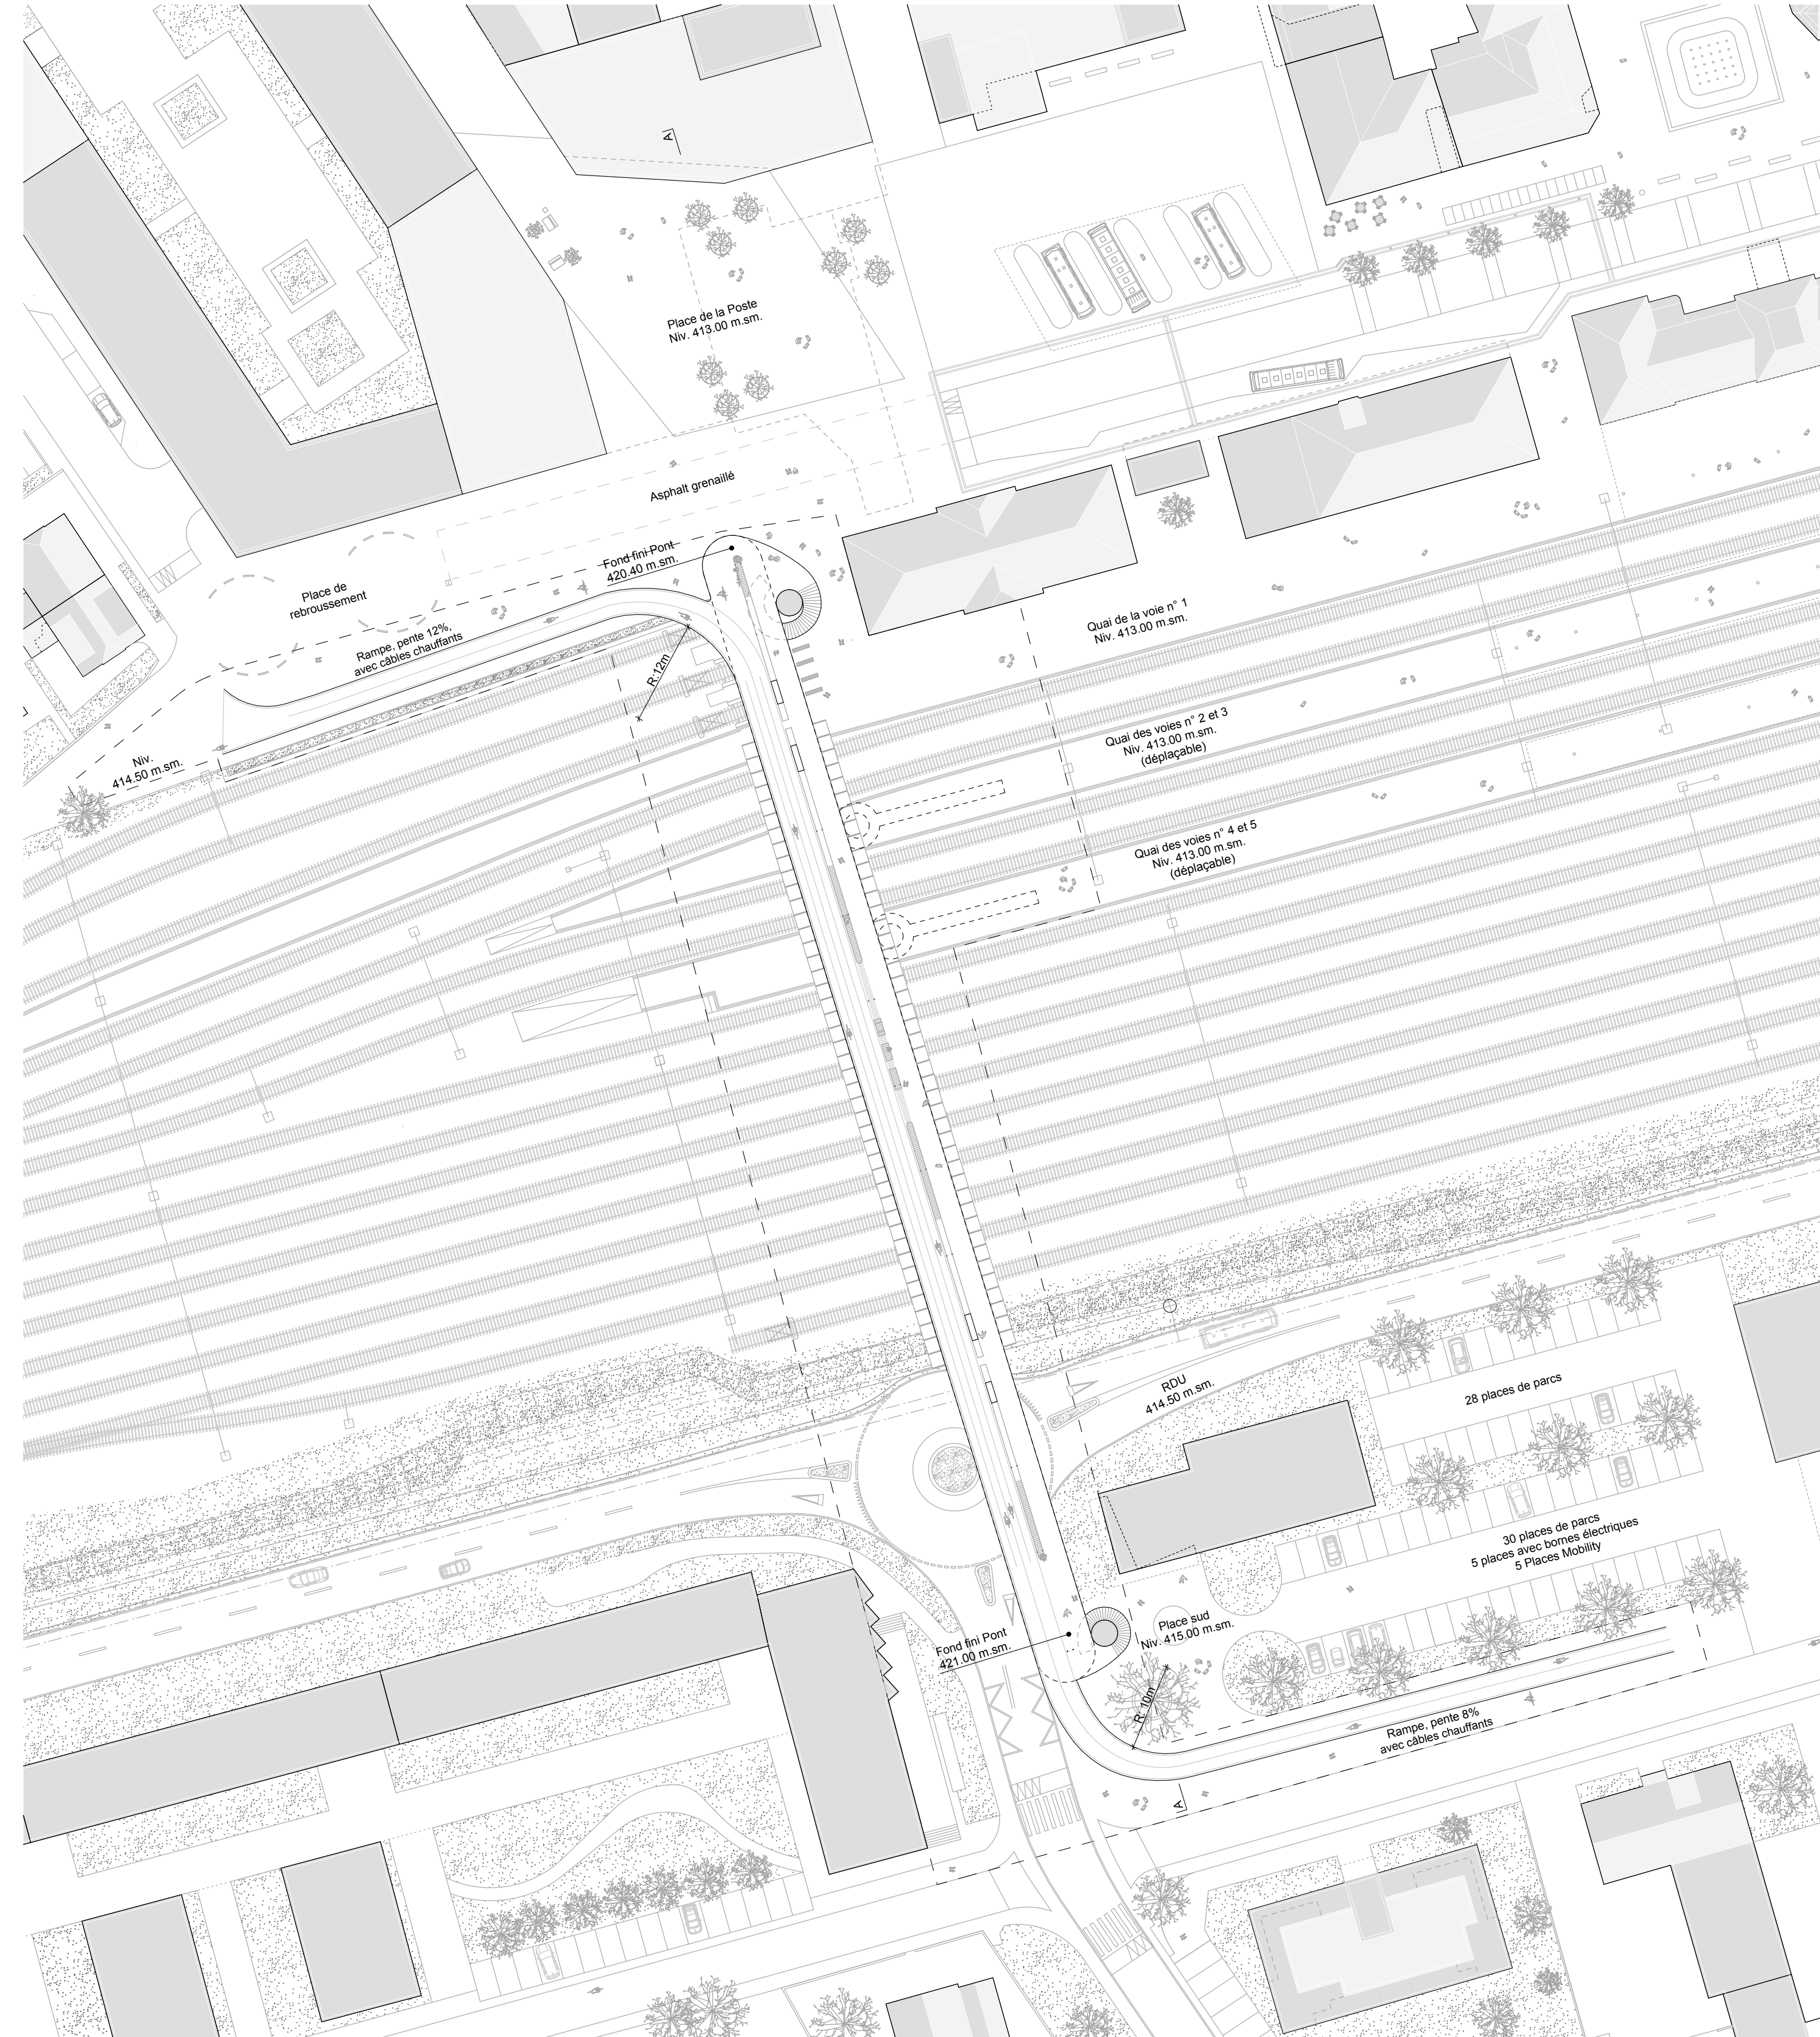 A
Place de la Poste
Niv. 413.00 m.sm.
Asphalt grenaillé
Fond fini Pont
420.40 m.sm.
Place de
rebroussement
Rampe, pente 12%,
avec câbles chauffants
R: 12m
Quai de la voie n° 1
Niv. 413.00 m.sm.
Quai des voies n° 2 et 3
Niv. 413.00 m.sm.
(déplaçable)
Niv.
414.50 m.sm.
Quai des voies n° 4 et 5
Niv. 413.00 m.sm.
(déplaçable)
RDU
414.50 m.sm.
28 places de parcs
30 places de parcs
5 places avec bornes électriques
5 Places Mobility
Place sud
Niv. 415.00 m.sm.
Fond fini Pont
421.00 m.sm.
R: 10m
Rampe, pente 8%
avec câbles chauffants
A